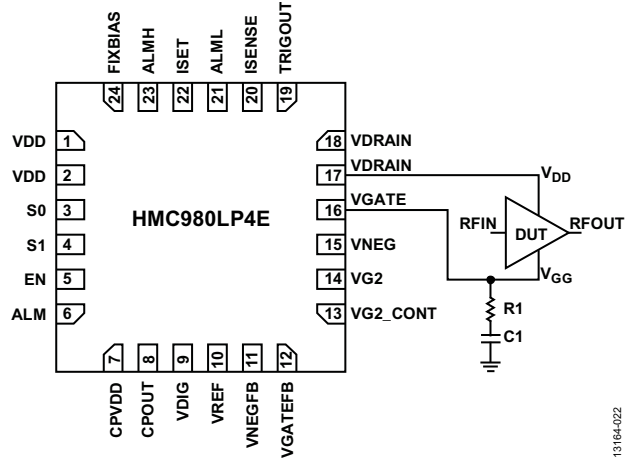 FIXBIAS
ALMH
ISET
ALML
ISENSE
TRIGOUT
24
23
22
21
20
19
VDD 1
VDD 2
S0 3
S1 4
EN 5
ALM 6
HMC980LP4E
18 VDRAIN
17 VDRAIN
16 VGATE
15 VNEG
14 VG2
13 VG2_CONT
VDD
RFIN
DUT
RFOUT
VGG
R1
C1
7
8
9
10
11
12
CPVDD
CPOUT
VDIG
VREF
VNEGFB
VGATEFB
13164-022